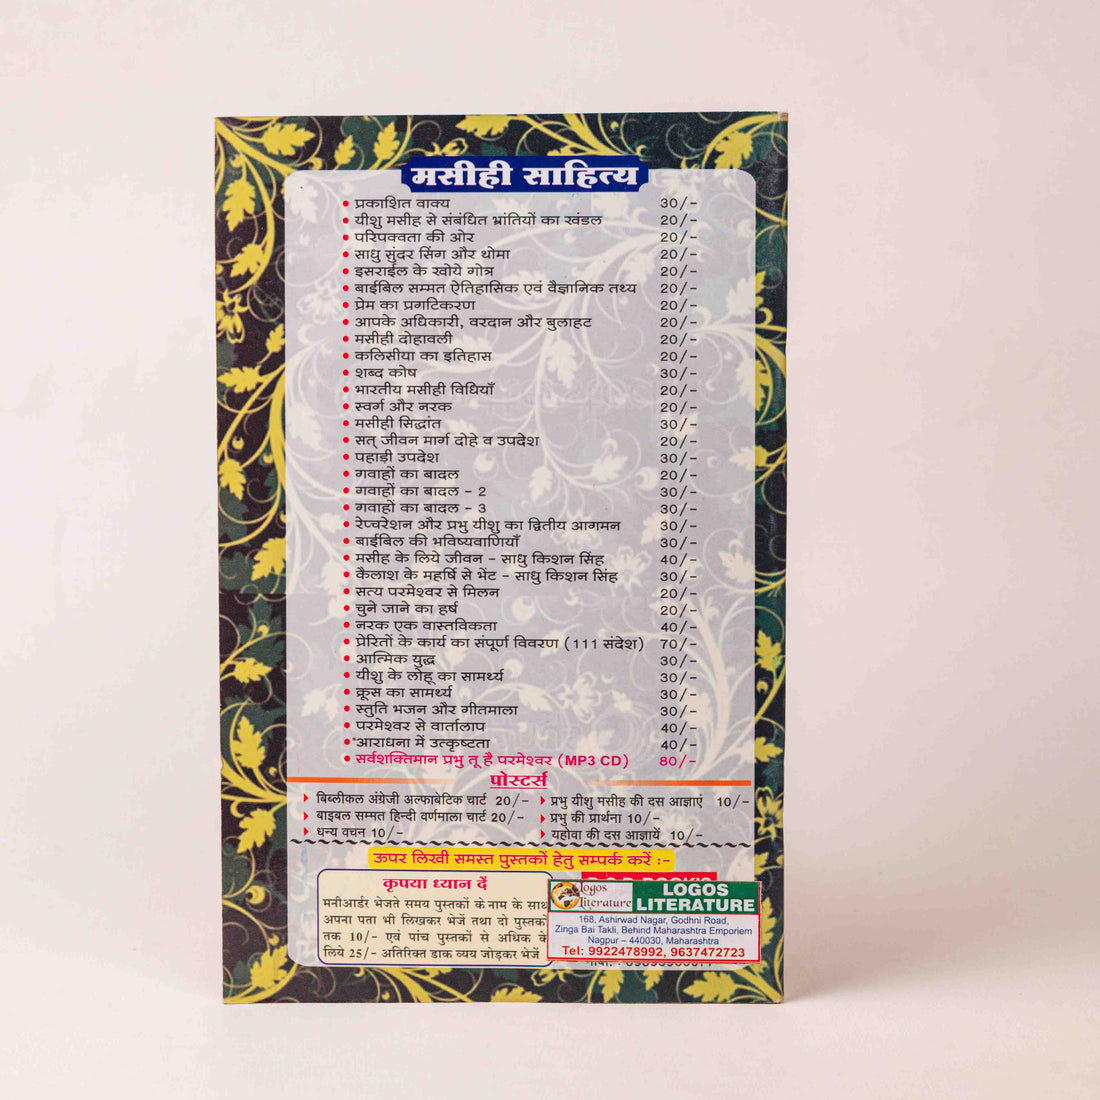 मसीही साहित्य
• प्रकाशित वाक्य 30/-
• यीशु मसीह से संबंधित भ्रांतियों का खंडल 20/-
• परिपक्वता की ओर 20/-
• साधु सुंदर सिंग और थोमा 20/-
• इसराईल के खोये गोत्र 20/-
• बाईबिल सम्मत ऐतिहासिक एवं वैज्ञानिक तथ्य 20/-
• प्रेम का प्रगटिकरण 20/-
• आपके अधिकारी, वरदान और बुलाहट 20/-
• मसीही दोहावली 20/-
• कलिसीया का इतिहास 20/-
• शब्द कोष 30/-
• भारतीय मसीही विधियाँ 20/-
• स्वर्ग और नरक 20/-
• मसीही सिद्धांत 30/-
• सत् जीवन मार्ग दोहे व उपदेश 20/-
• पहाड़ी उपदेश 30/-
• गवाहों का बादल 20/-
• गवाहों का बादल - 2 30/-
• गवाहों का बादल - 3 30/-
• रेप्चरेशन और प्रभु यीशु का द्वितीय आगमन 30/-
• बाईबिल की भविष्यवाणियाँ 30/-
• मसीह के लिये जीवन - साधु किशन सिंह 40/-
• कैलाश के महर्षि से भेंट - साधु किशन सिंह 30/-
• सत्य परमेश्वर से मिलन 20/-
• चुने जाने का हर्ष 20/-
• नरक एक वास्तविकता 40/-
• प्रेरितों के कार्य का संपूर्ण विवरण (111 संदेश) 70/-
• आत्मिक युद्ध 30/-
• यीशु के लोहू का सामर्थ्य 30/-
• क्रूस का सामर्थ्य 30/-
• स्तुति भजन और गीतमाला 30/-
• परमेश्वर से वार्तालाप 40/-
• आराधना में उत्कृष्टता 40/-
• सर्वशक्तिमान प्रभु तू है परमेश्वर (MP3 CD) 80/-
पोस्टर्स
बिब्लीकल अंग्रेजी अल्फाबेटिक चार्ट 20/- प्रभु यीशु मसीह की दस आज्ञाएं 10/-
बाइबल सम्मत हिन्दी वर्णमाला चार्ट 20/- प्रभु की प्रार्थना 10/-
धन्य वचन 10/- यहोवा की दस आज्ञायें 10/-
ऊपर लिखी समस्त पुस्तकों हेतु सम्पर्क करें :-
कृपया ध्यान दें
मनीआर्डर भेजते समय पुस्तकों के नाम के साथ
अपना पता भी लिखकर भेजें तथा दो पुस्तकों
तक 10/- एवं पांच पुस्तकों से अधिक के
लिये 25/- अतिरिक्त डाक व्यय जोड़कर भेजें
Logos Literature
LOGOS
LITERATURE
168, Ashirwad Nagar, Godhni Road,
Zinga Bai Takli, Behind Maharashtra Emporiem
Nagpur – 440030, Maharashtra
Tel: 9922478992, 9637472723